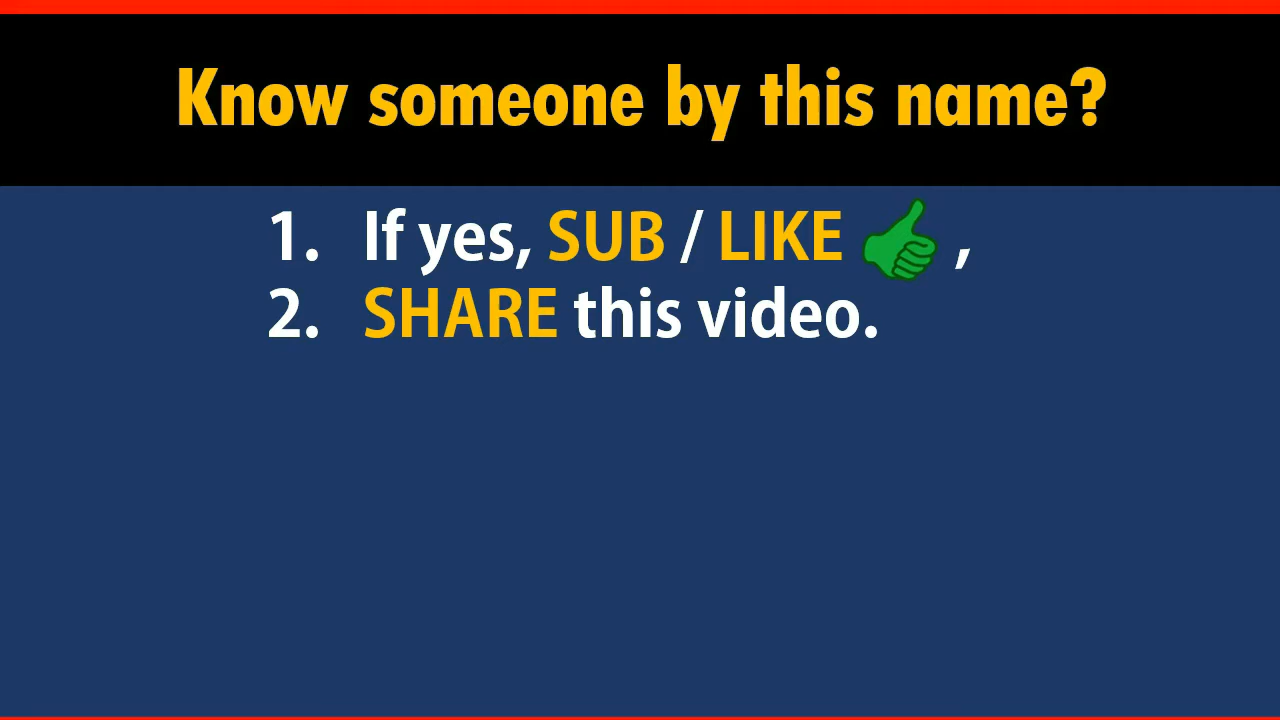 Know someone by this name?
1. If yes, SUB / LIKE ,
2. SHARE this video.